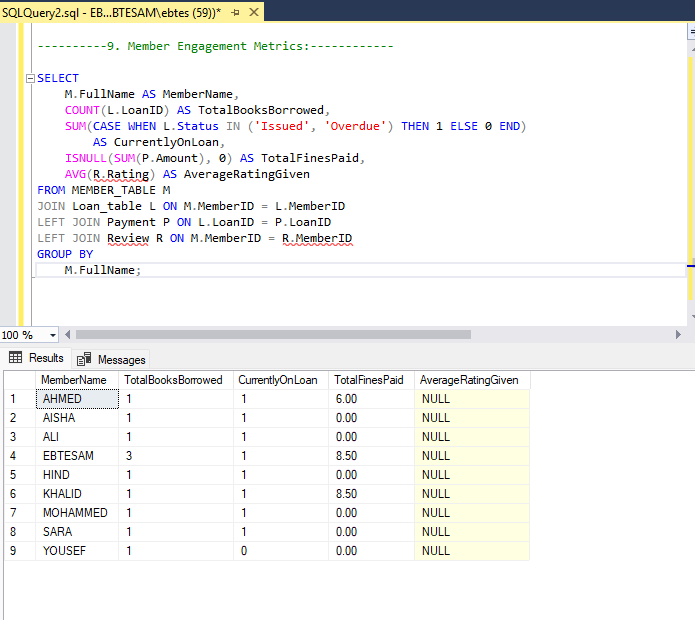 SQLQuery2.sql - EB...BTESAM\ebtes (59))*
----------9. Member Engagement Metrics:------------
SELECT
M.FullName AS MemberName,
COUNT(L.LoanID) AS TotalBooksBorrowed,
SUM(CASE WHEN L.Status IN ('Issued', 'Overdue') THEN 1 ELSE 0 END)
AS CurrentlyOnLoan,
ISNULL(SUM(P.Amount), 0) AS TotalFinesPaid,
AVG(R.Rating) AS AverageRatingGiven
FROM MEMBER_TABLE M
JOIN Loan_table L ON M.MemberID = L.MemberID
LEFT JOIN Payment P ON L.LoanID = P.LoanID
LEFT JOIN Review R ON M.MemberID = R.MemberID
GROUP BY
M.FullName;
100 %
Results Messages
MemberName TotalBooksBorrowed CurrentlyOnLoan TotalFinesPaid AverageRatingGiven
1 AHMED 1 1 6.00 NULL
2 AISHA 1 1 0.00 NULL
3 ALI 1 1 0.00 NULL
4 EBTESAM 3 1 8.50 NULL
5 HIND 1 1 0.00 NULL
6 KHALID 1 1 8.50 NULL
7 MOHAMMED 1 1 0.00 NULL
8 SARA 1 1 0.00 NULL
9 YOUSEF 1 0 0.00 NULL